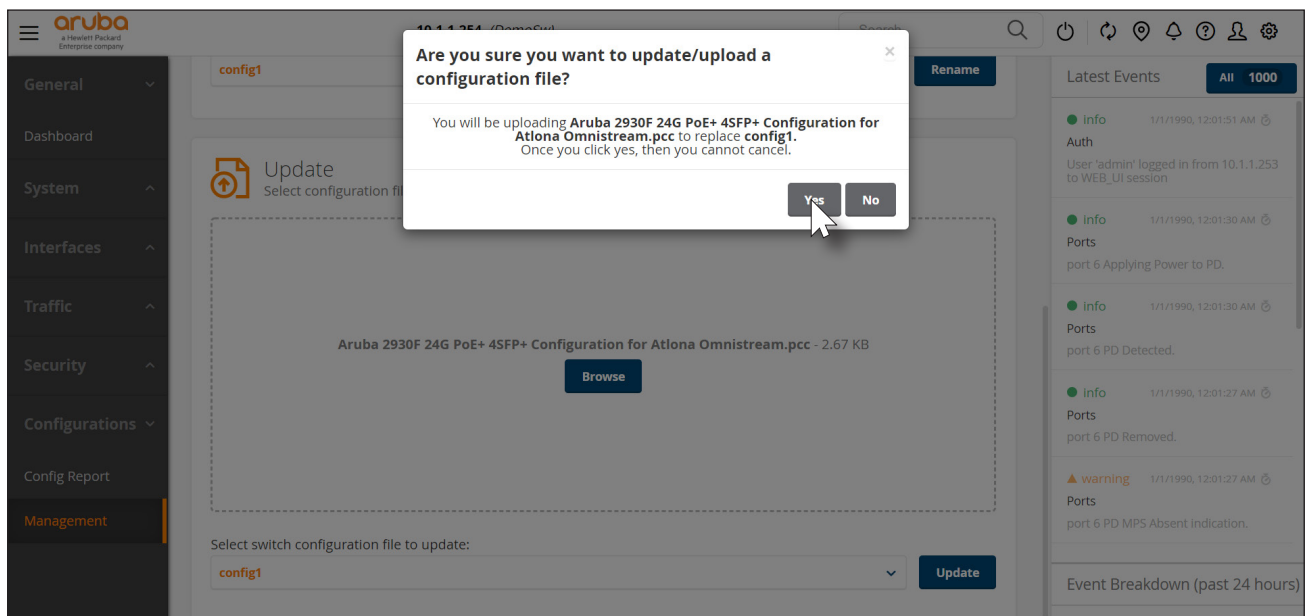 aruba
a Hewlett Packard
Enterprise company
10.1.1.254 (DemoSw)
Search
General
Dashboard
System
Interfaces
Traffic
Security
Configurations
Config Report
Management
config1
Rename
Update
Select configuration fil
Are you sure you want to update/upload a
configuration file?
×
You will be uploading Aruba 2930F 24G PoE+ 4SFP+ Configuration for
Atlona Omnistream.pcc to replace config1.
Once you click yes, then you cannot cancel.
Yes
No
Aruba 2930F 24G PoE+ 4SFP+ Configuration for Atlona Omnistream.pcc - 2.67 KB
Browse
Select switch configuration file to update:
config1
Update
Latest Events
All 1000
info 1/1/1990, 12:01:51 AM
Auth
User 'admin' logged in from 10.1.1.253
to WEB_UI session
info 1/1/1990, 12:01:30 AM
Ports
port 6 Applying Power to PD.
info 1/1/1990, 12:01:30 AM
Ports
port 6 PD Detected.
info 1/1/1990, 12:01:27 AM
Ports
port 6 PD Removed.
warning 1/1/1990, 12:01:27 AM
Ports
port 6 PD MPS Absent indication.
Event Breakdown (past 24 hours)